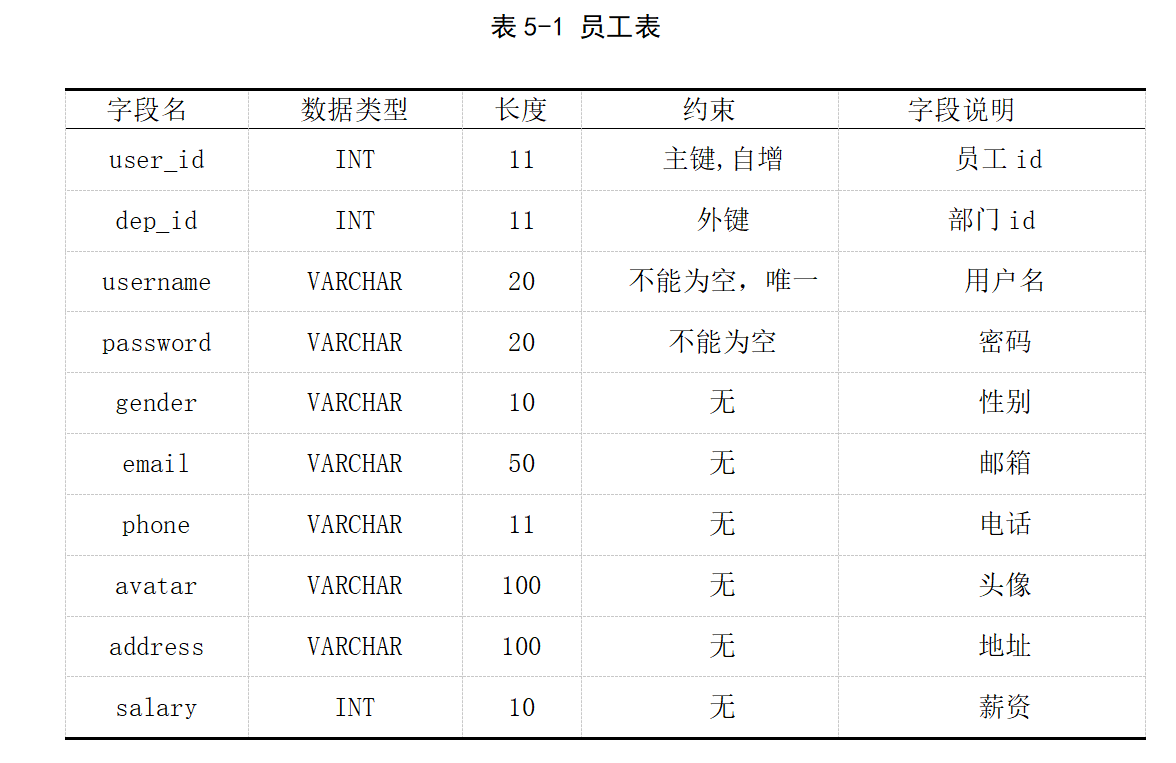 表 5-1 员工表
字段名 数据类型 长度 约束 字段说明
user_id INT 11 主键,自增 员工 id
dep_id INT 11 外键 部门 id
username VARCHAR 20 不能为空，唯一 用户名
password VARCHAR 20 不能为空 密码
gender VARCHAR 10 无 性别
email VARCHAR 50 无 邮箱
phone VARCHAR 11 无 电话
avatar VARCHAR 100 无 头像
address VARCHAR 100 无 地址
salary INT 10 无 薪资